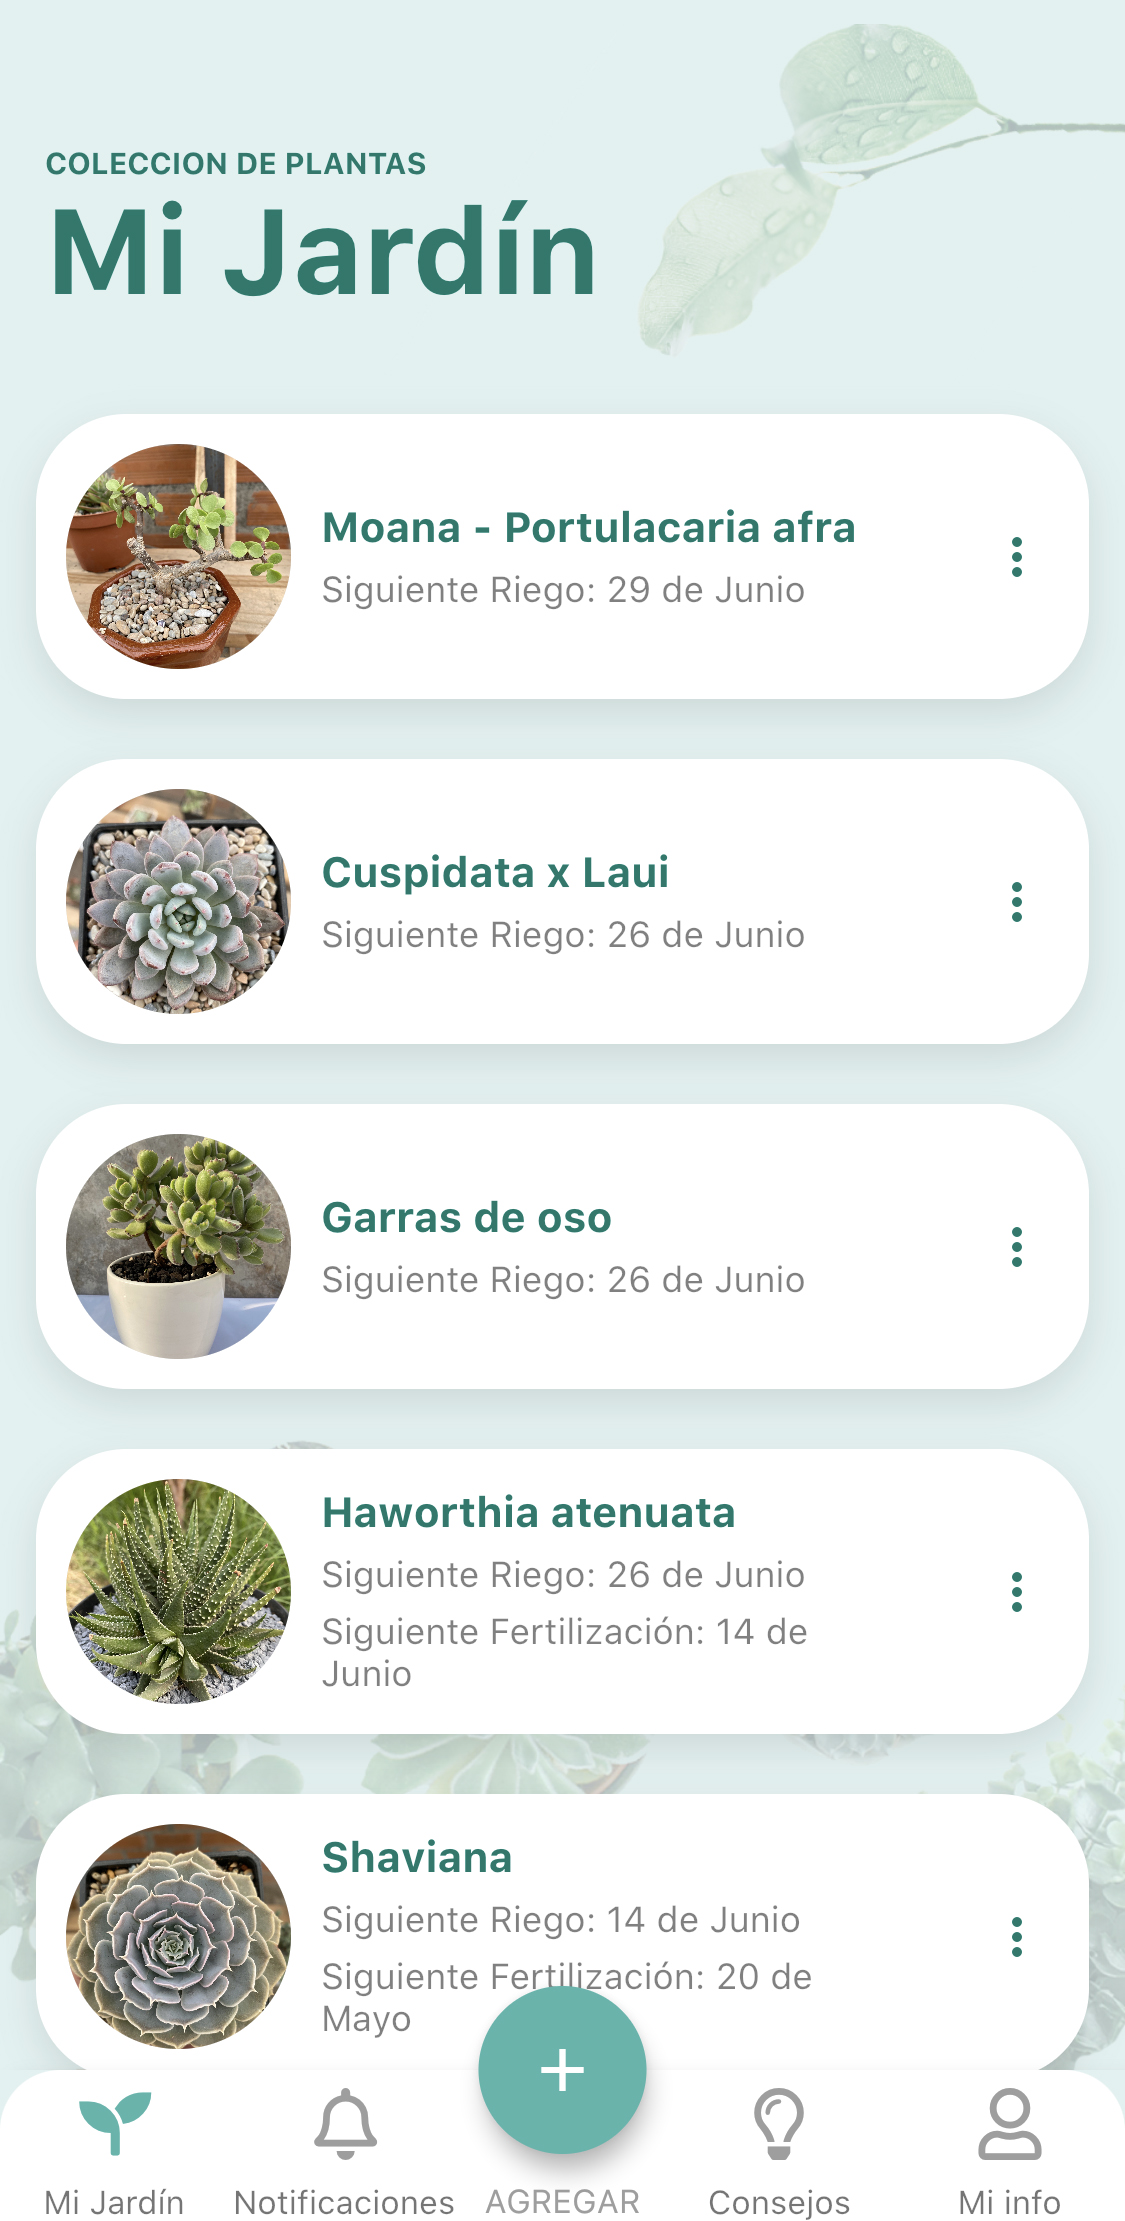 COLECCION DE PLANTAS
Mi Jardín
Moana - Portulacaria afra
Siguiente Riego: 29 de Junio
Cuspidata x Laui
Siguiente Riego: 26 de Junio
Garras de oso
Siguiente Riego: 26 de Junio
Haworthia atenuata
Siguiente Riego: 26 de Junio
Siguiente Fertilización: 14 de
Junio
Shaviana
Siguiente Riego: 14 de Junio
Siguiente Fertilización: 20 de
Mayo
+
Mi Jardín
Notificaciones
AGREGAR
Consejos
Mi info